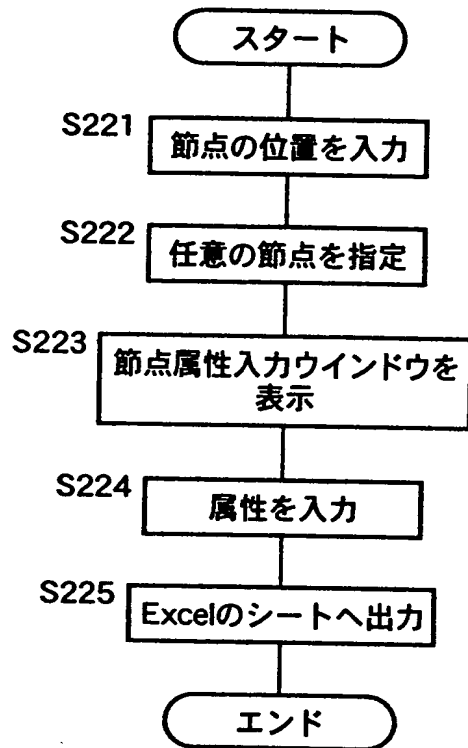 スタート
S221
節点の位置を入力
S222
任意の節点を指定
S223
節点属性入力ウインドウを
表示
S224
属性を入力
S225
Excelのシートへ出力
エンド